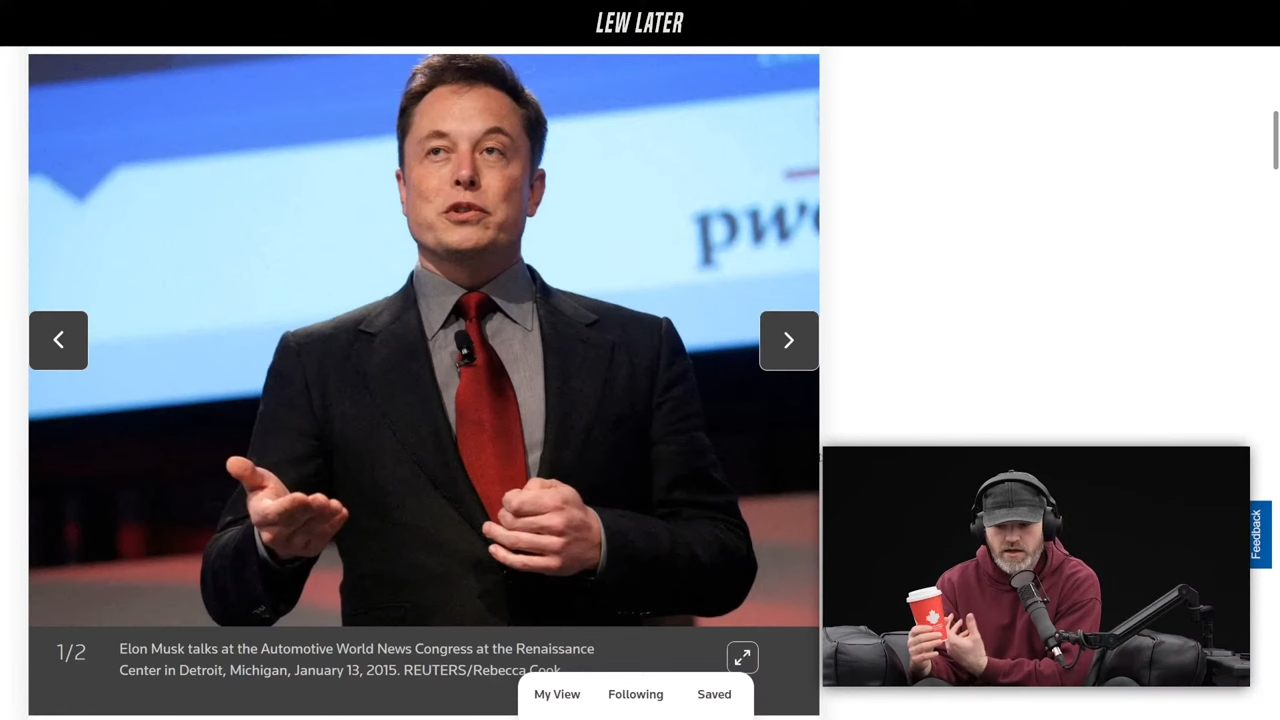 LEW LATER
pwc
1/2
Elon Musk talks at the Automotive World News Congress at the Renaissance
Center in Detroit, Michigan, January 13, 2015. REUTERS/Rebecca Cook
My View
Following
Saved
Feedback